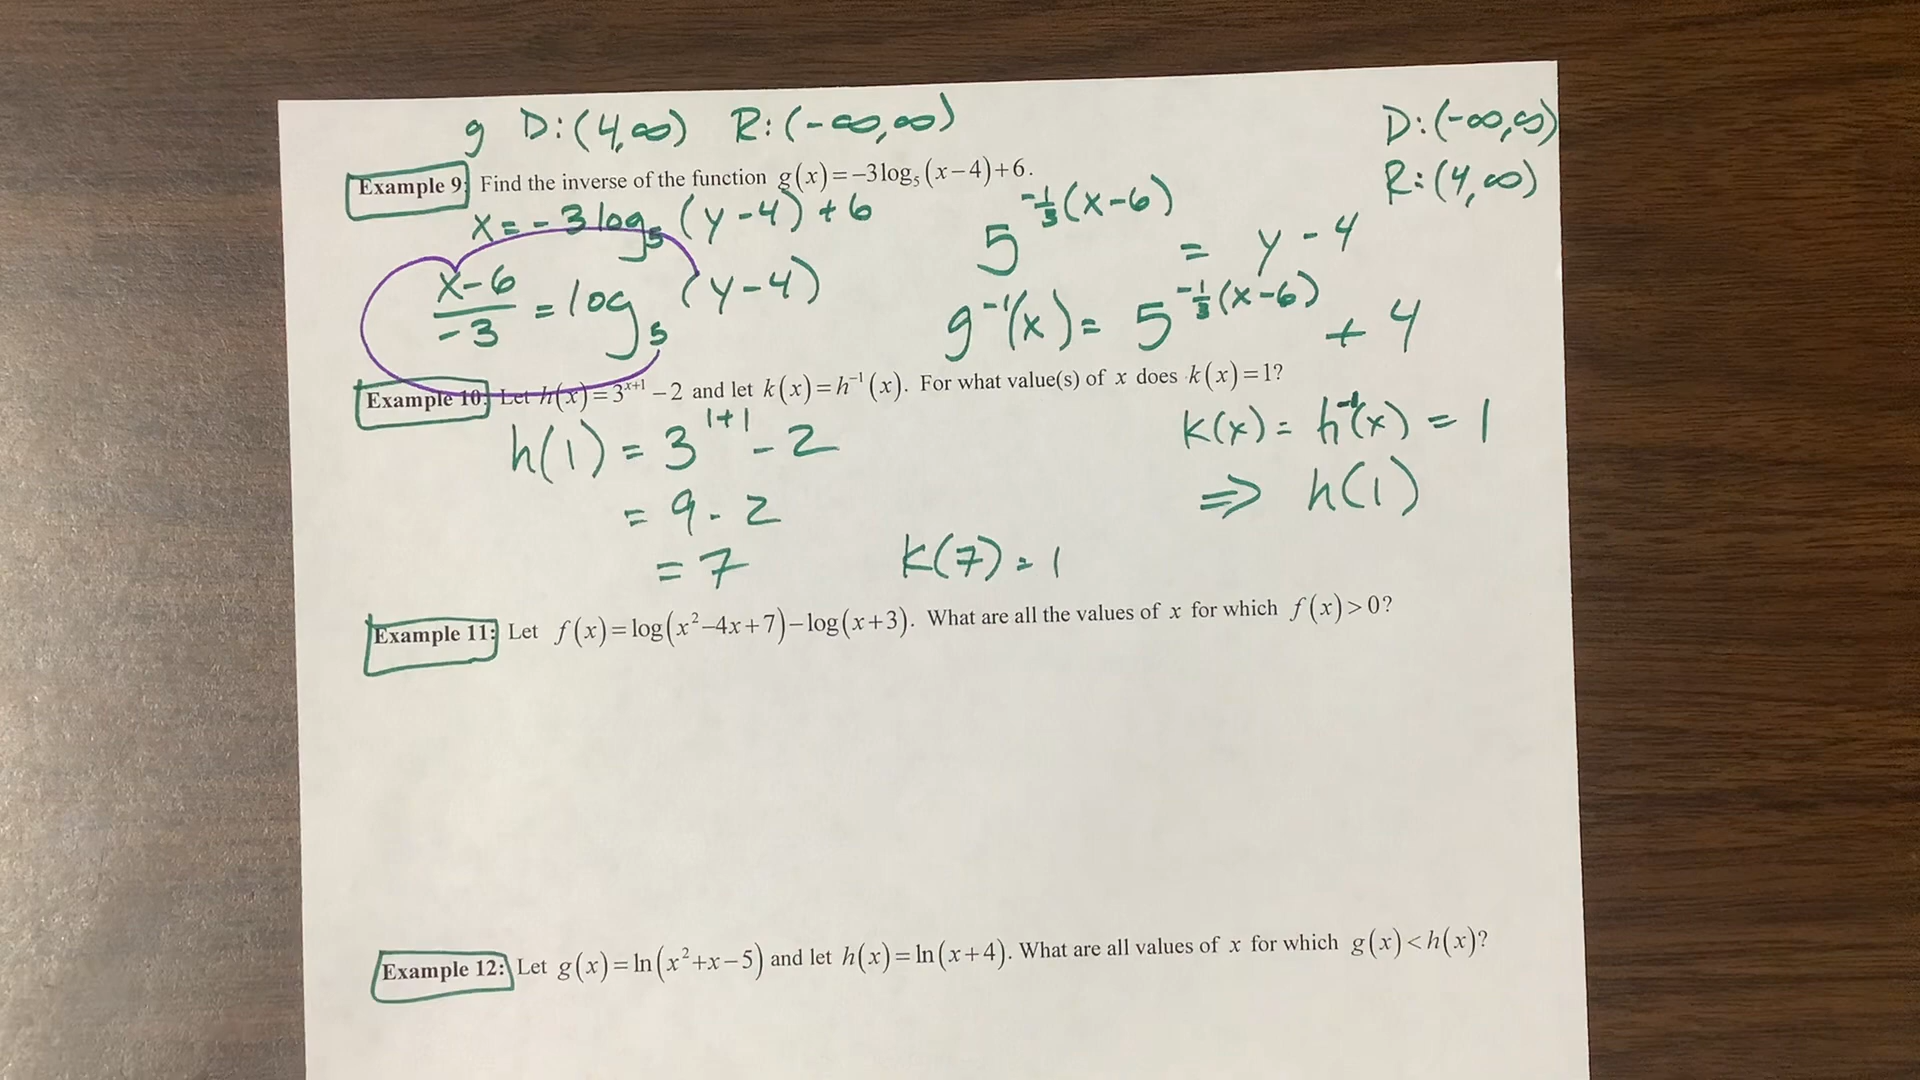 g D: (4,∞) R: (-∞,∞)
D: (-∞,∞)
R: (4,∞)
Example 9: Find the inverse of the function g(x)=−3log₅(x−4)+6.
x = -3 log₅ (y-4) + 6
(x-6)/(-3) = log₅ (y-4)
5^(-1/3(x-6)) = y - 4
g⁻¹(x) = 5^(-1/3(x-6)) + 4
Example 10: Let h(x)=3^(x+1)−2 and let k(x)=h⁻¹(x). For what value(s) of x does k(x)=1?
h(1) = 3^(1+1) - 2
= 9 - 2
= 7
k(7) = 1
k(x) = h⁻¹(x) = 1
⇒ h(1)
Example 11: Let f(x)=log(x²−4x+7)−log(x+3). What are all the values of x for which f(x)>0?
Example 12: Let g(x)=ln(x²+x−5) and let h(x)=ln(x+4). What are all values of x for which g(x)<h(x)?